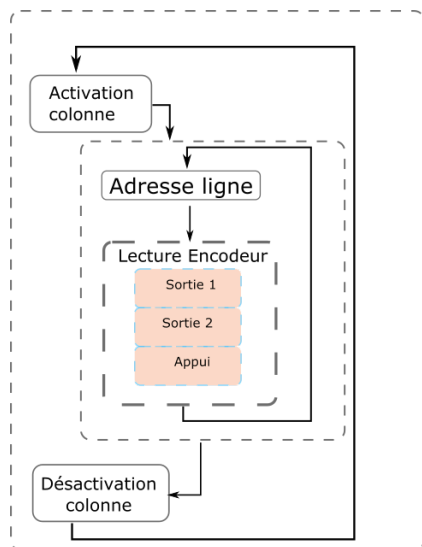 Activation
colonne
Adresse ligne
Lecture Encodeur
Sortie 1
Sortie 2
Appui
Désactivation
colonne